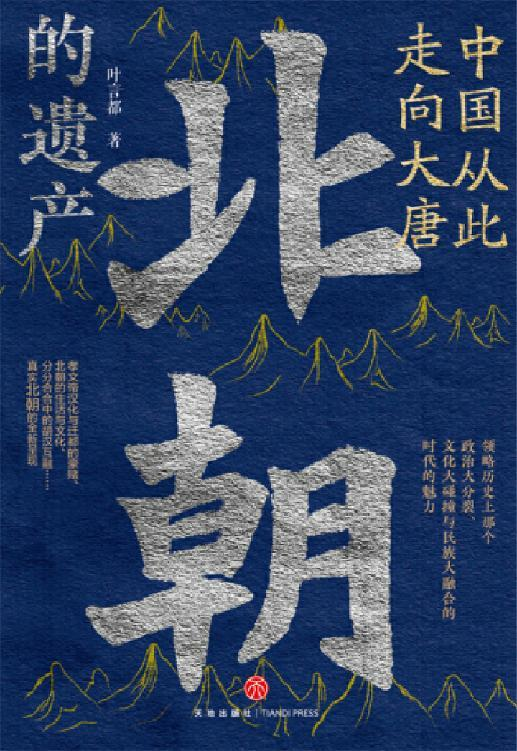 中国从此
走向大唐
北朝
的遗产
叶言都 著
领略历史上那个
政治大分裂、
文化大碰撞与民族大融合的
时代的魅力
孝文帝汉化与迁都的豪赌、
北朝的生活与文化、
分分合合中的胡汉互融……
真实北朝的全新呈现
天地出版社 | TIANDI PRESS